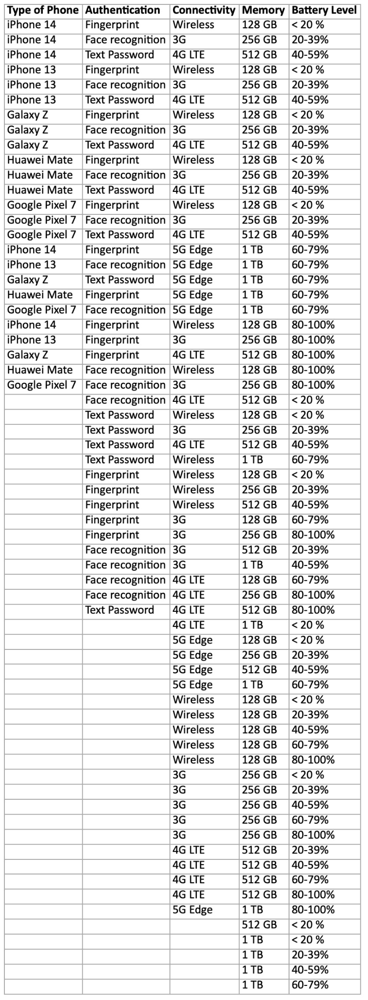 Type of Phone Authentication Connectivity Memory Battery Level
iPhone 14 Fingerprint Wireless 128 GB < 20 %
iPhone 14 Face recognition 3G 256 GB 20-39%
iPhone 14 Text Password 4G LTE 512 GB 40-59%
iPhone 13 Fingerprint Wireless 128 GB < 20 %
iPhone 13 Face recognition 3G 256 GB 20-39%
iPhone 13 Text Password 4G LTE 512 GB 40-59%
Galaxy Z Fingerprint Wireless 128 GB < 20 %
Galaxy Z Face recognition 3G 256 GB 20-39%
Galaxy Z Text Password 4G LTE 512 GB 40-59%
Huawei Mate Fingerprint Wireless 128 GB < 20 %
Huawei Mate Face recognition 3G 256 GB 20-39%
Huawei Mate Text Password 4G LTE 512 GB 40-59%
Google Pixel 7 Fingerprint Wireless 128 GB < 20 %
Google Pixel 7 Face recognition 3G 256 GB 20-39%
Google Pixel 7 Text Password 4G LTE 512 GB 40-59%
iPhone 14 Fingerprint 5G Edge 1 TB 60-79%
iPhone 13 Face recognition 5G Edge 1 TB 60-79%
Galaxy Z Text Password 5G Edge 1 TB 60-79%
Huawei Mate Fingerprint 5G Edge 1 TB 60-79%
Google Pixel 7 Face recognition 5G Edge 1 TB 60-79%
iPhone 14 Fingerprint Wireless 128 GB 80-100%
iPhone 13 Fingerprint 3G 256 GB 80-100%
Galaxy Z Fingerprint 4G LTE 512 GB 80-100%
Huawei Mate Face recognition Wireless 128 GB 80-100%
Google Pixel 7 Face recognition 3G 256 GB 80-100%
Face recognition 4G LTE 512 GB < 20 %
Text Password Wireless 128 GB < 20 %
Text Password 3G 256 GB 20-39%
Text Password 4G LTE 512 GB 40-59%
Text Password Wireless 1 TB 60-79%
Fingerprint Wireless 128 GB < 20 %
Fingerprint Wireless 256 GB 20-39%
Fingerprint Wireless 512 GB 40-59%
Fingerprint 3G 128 GB 60-79%
Fingerprint 3G 256 GB 80-100%
Face recognition 3G 512 GB 20-39%
Face recognition 3G 1 TB 40-59%
Face recognition 4G LTE 128 GB 60-79%
Face recognition 4G LTE 256 GB 80-100%
Text Password 4G LTE 512 GB 80-100%
4G LTE 1 TB < 20 %
5G Edge 128 GB < 20 %
5G Edge 256 GB 20-39%
5G Edge 512 GB 40-59%
5G Edge 1 TB 60-79%
Wireless 128 GB < 20 %
Wireless 128 GB 20-39%
Wireless 128 GB 40-59%
Wireless 128 GB 60-79%
Wireless 128 GB 80-100%
3G 256 GB < 20 %
3G 256 GB 20-39%
3G 256 GB 40-59%
3G 256 GB 60-79%
3G 256 GB 80-100%
4G LTE 512 GB 20-39%
4G LTE 512 GB 40-59%
4G LTE 512 GB 60-79%
4G LTE 512 GB 80-100%
5G Edge 1 TB 80-100%
512 GB < 20 %
1 TB < 20 %
1 TB 20-39%
1 TB 40-59%
1 TB 60-79%